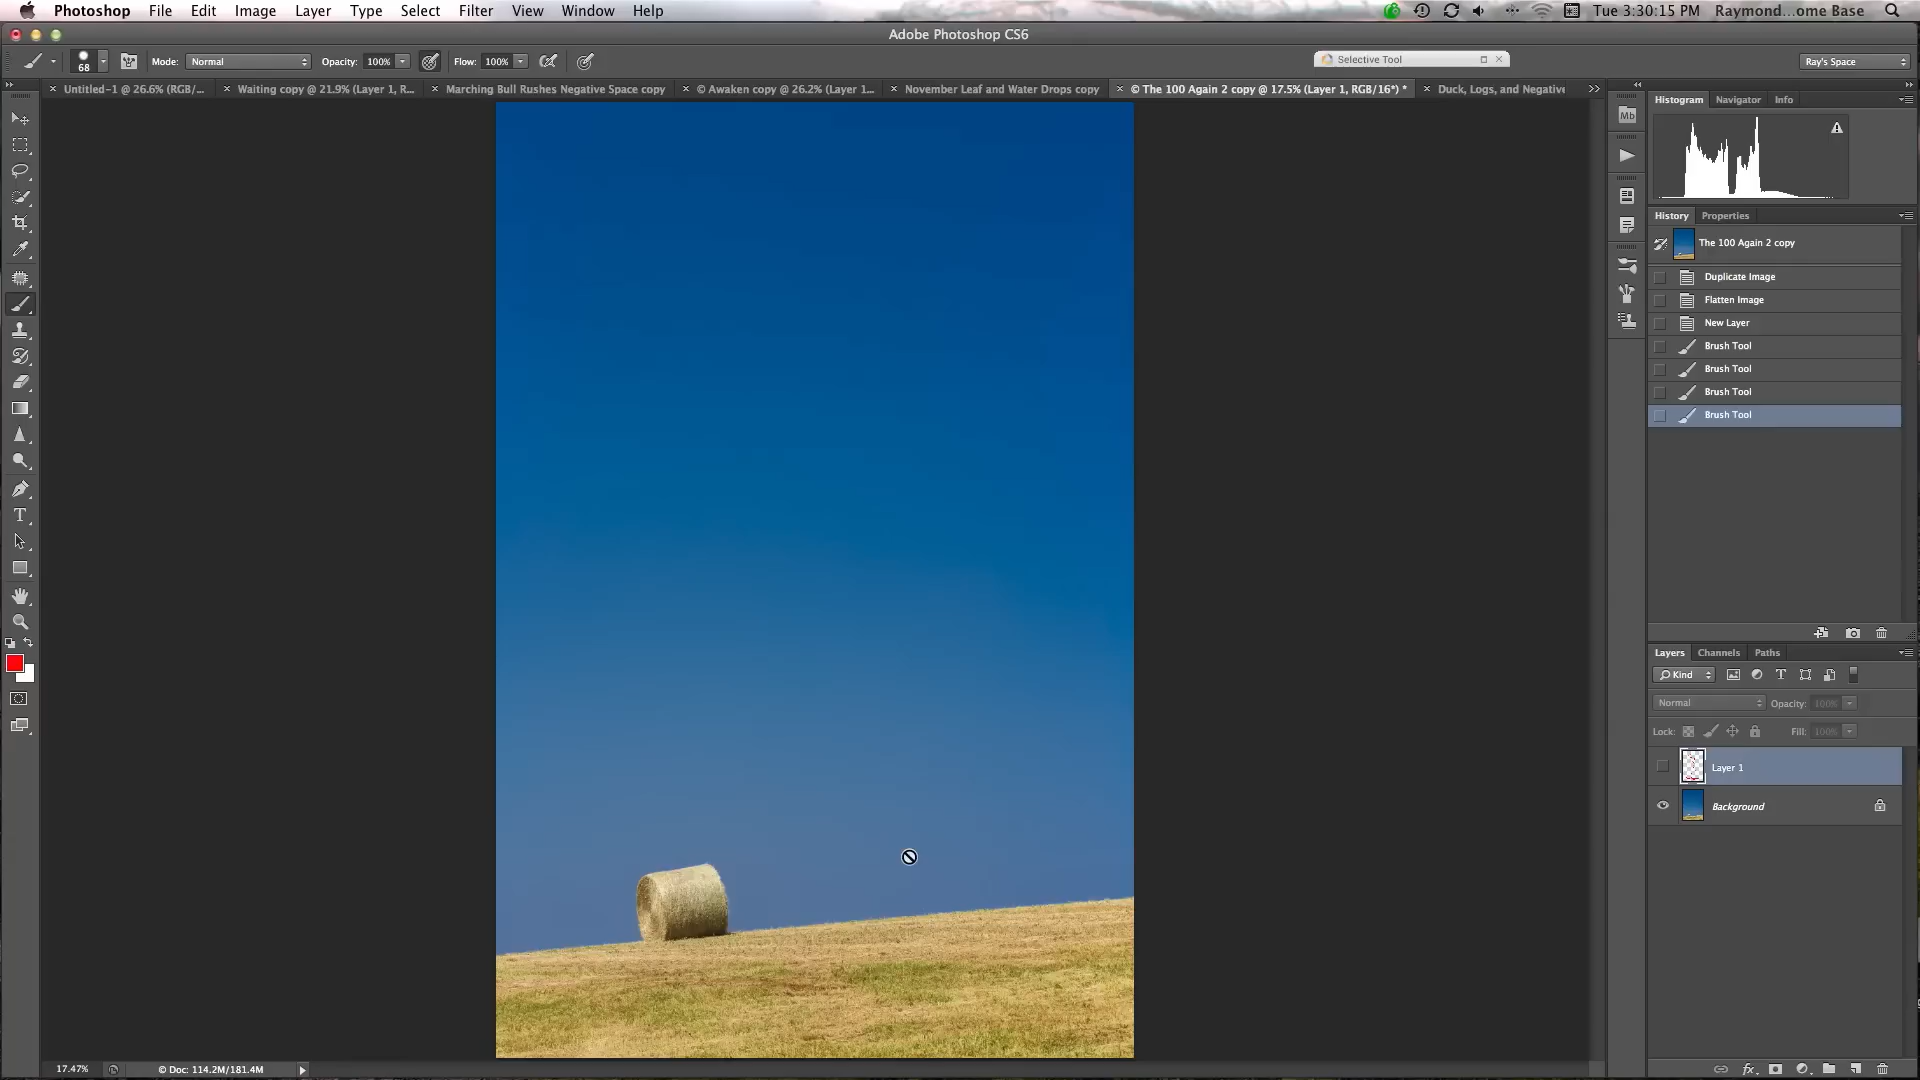 Photoshop File Edit Image Layer Type Select Filter View Window Help Tue 3:30:15 PM Raymond...ome Base
Adobe Photoshop CS6
68 Mode: Normal Opacity: 100% Flow: 100% Selective Tool Ray's Space
Untitled-1 @ 26.6% (RGB/... Waiting copy @ 21.9% (Layer 1, R... Marching Bull Rushes Negative Space copy © Awaken copy @ 26.2% (Layer 1... November Leaf and Water Drops copy © The 100 Again 2 copy @ 17.5% (Layer 1, RGB/16*) * Duck, Logs, and Negative
Histogram Navigator Info
Mb
History Properties
The 100 Again 2 copy
Duplicate Image
Flatten Image
New Layer
Brush Tool
Brush Tool
Brush Tool
Brush Tool
Layers Channels Paths
Kind
Normal Opacity: 100%
Lock: Fill: 100%
Layer 1
Background
17.47% © Doc: 114.2M/181.4M
fx